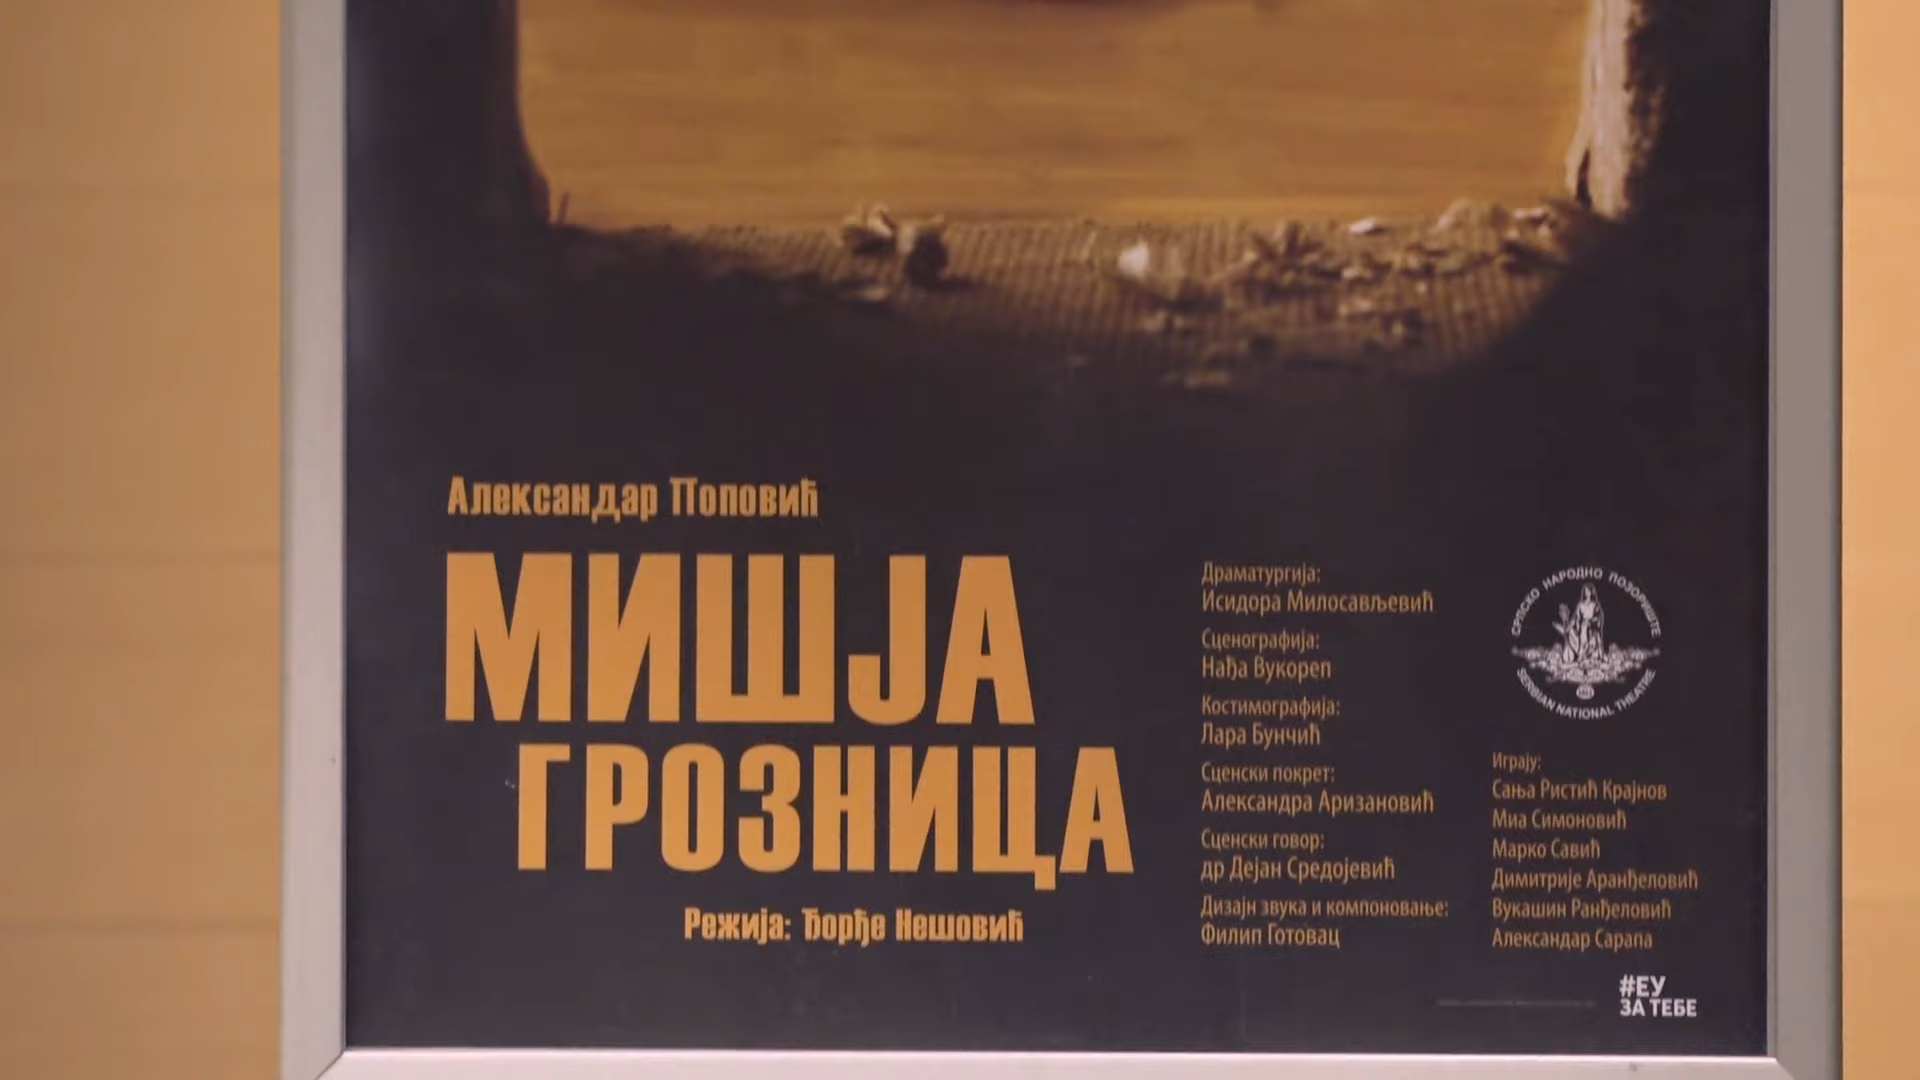 Александар Поповић
МИШЈА
ГРОЗНИЦА
Режија: Ђорђе Нешовић
Драматургија:
Исидора Милосављевић
Сценографија:
Нађа Вукореп
Костимографија:
Лара Бунчић
Сценски покрет:
Александра Аризановић
Сценски говор:
др Дејан Средојевић
Дизајн звука и компоновање:
Филип Готовац
СРПСКО НАРОДНО ПОЗОРИШТЕ
SERBIAN NATIONAL THEATRE
Играју:
Сања Ристић Крајнов
Миа Симоновић
Марко Савић
Димитрије Аранђеловић
Вукашин Ранђеловић
Александар Сарапа
#ЕУ
ЗА ТЕБЕ